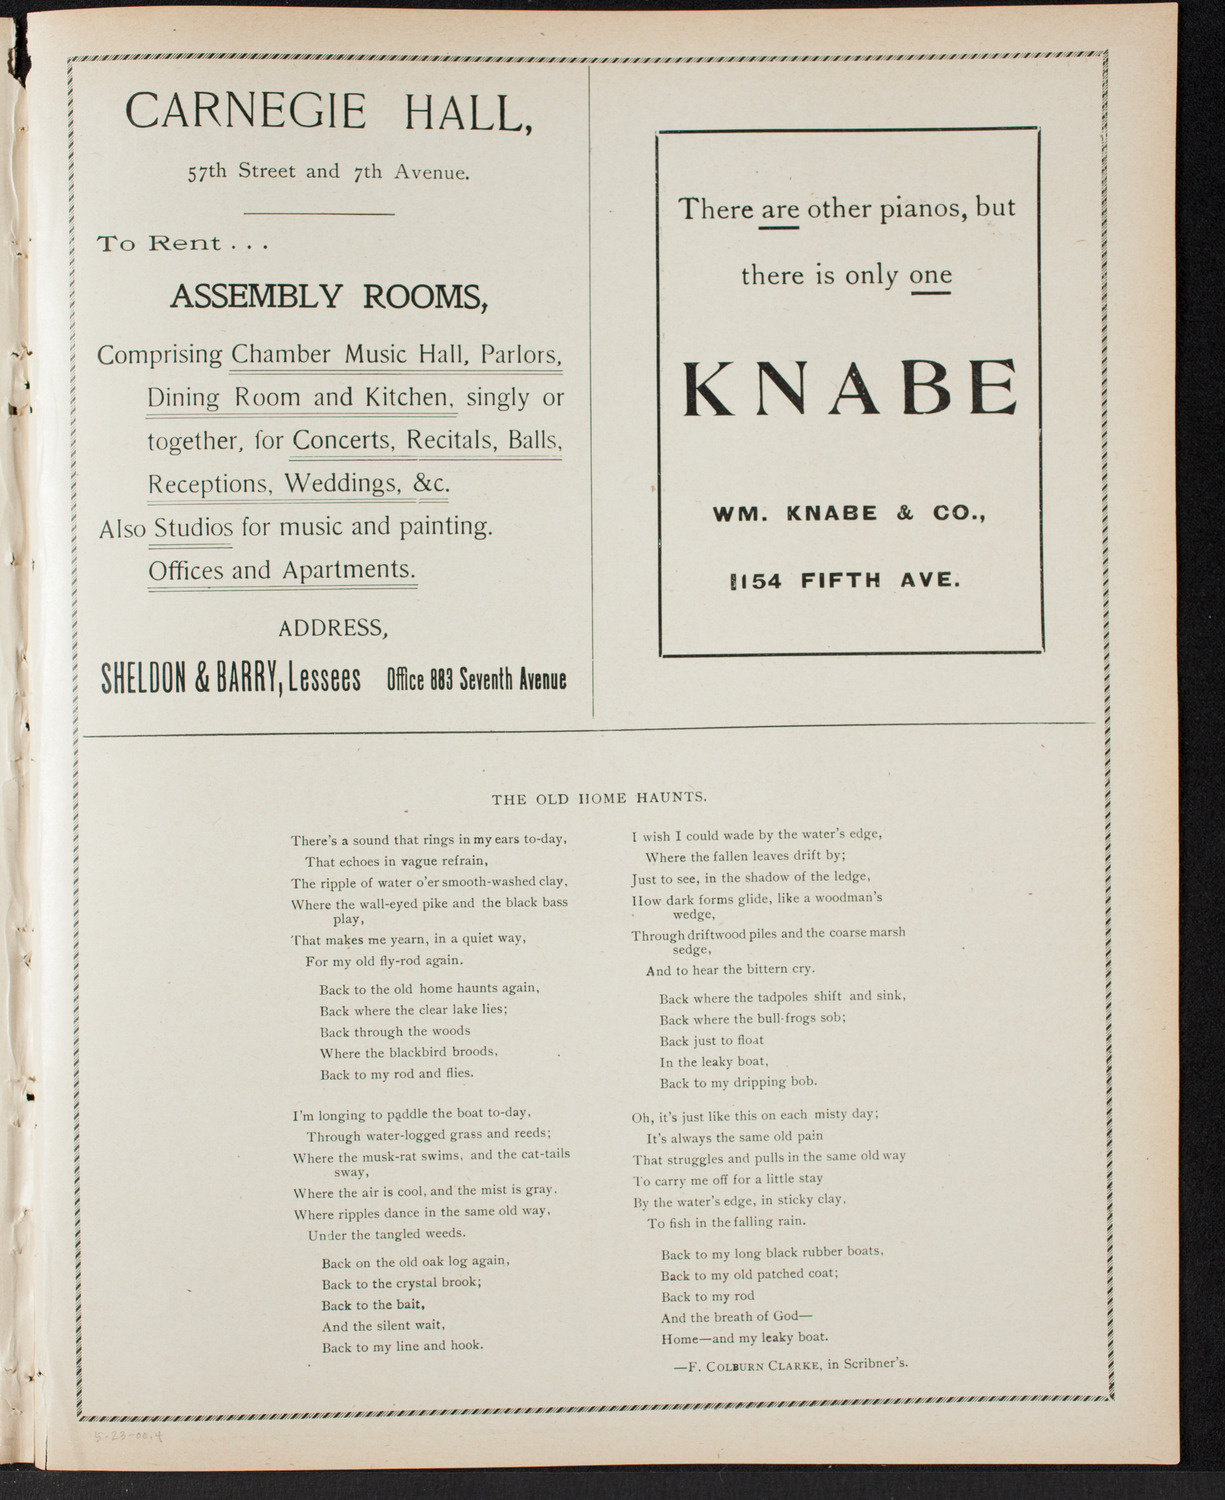 CARNEGIE HALL,
57th Street and 7th Avenue.
To Rent . . .
ASSEMBLY ROOMS,
Comprising Chamber Music Hall, Parlors,
Dining Room and Kitchen, singly or
together, for Concerts, Recitals, Balls,
Receptions, Weddings, &c.
Also Studios for music and painting.
Offices and Apartments.
ADDRESS,
SHELDON & BARRY, Lessees Office 883 Seventh Avenue
There are other pianos, but
there is only one
KNABE
WM. KNABE & CO.,
154 FIFTH AVE.
THE OLD HOME HAUNTS.
There's a sound that rings in my ears to-day,
That echoes in vague refrain,
The ripple of water o'er smooth-washed clay,
Where the wall-eyed pike and the black bass
play,
That makes me yearn, in a quiet way,
For my old fly-rod again.
Back to the old home haunts again,
Back where the clear lake lies;
Back through the woods
Where the blackbird broods,
Back to my rod and flies.
I'm longing to paddle the boat to-day,
Through water-logged grass and reeds;
Where the musk-rat swims, and the cat-tails
sway,
Where the air is cool, and the mist is gray.
Where ripples dance in the same old way,
Under the tangled weeds.
Back on the old oak log again,
Back to the crystal brook;
Back to the bait,
And the silent wait,
Back to my line and hook.
I wish I could wade by the water's edge,
Where the fallen leaves drift by;
Just to see, in the shadow of the ledge,
How dark forms glide, like a woodman's
wedge,
Through driftwood piles and the coarse marsh
sedge,
And to hear the bittern cry.
Back where the tadpoles shift and sink,
Back where the bull-frogs sob;
Back just to float
In the leaky boat,
Back to my dripping bob.
Oh, it's just like this on each misty day;
It's always the same old pain
That struggles and pulls in the same old way
To carry me off for a little stay
By the water's edge, in sticky clay,
To fish in the falling rain.
Back to my long black rubber boats,
Back to my old patched coat;
Back to my rod
And the breath of God—
Home—and my leaky boat.
—F. COLBURN CLARKE, in Scribner's.
5-23-00.4